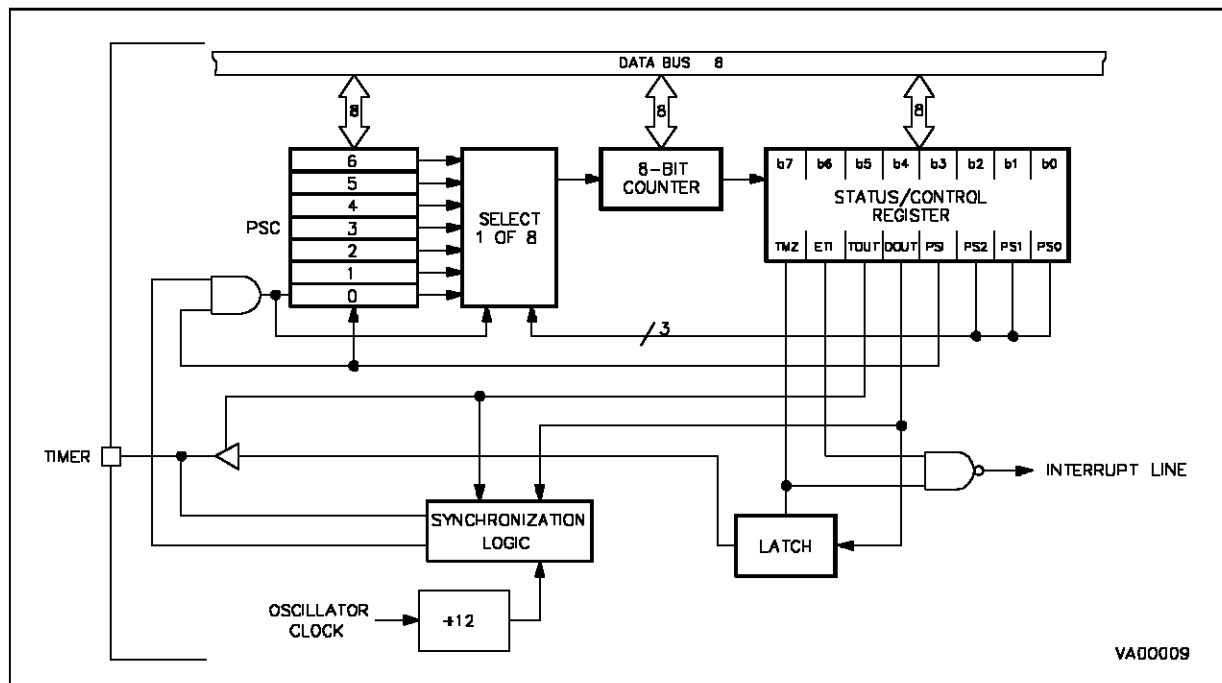 DATA BUS 8
8 8 8
6
5
4
3
2
1
0
PSC
SELECT
1 OF 8
8-BIT
COUNTER
b7 b6 b5 b4 b3 b2 b1 b0
STATUS/CONTROL
REGISTER
TMZ ETI TOUT DOUT PSI PS2 PS1 PS0
3
TIMER
SYNCHRONIZATION
LOGIC
LATCH
INTERRUPT LINE
OSCILLATOR
CLOCK
÷12
VA00009